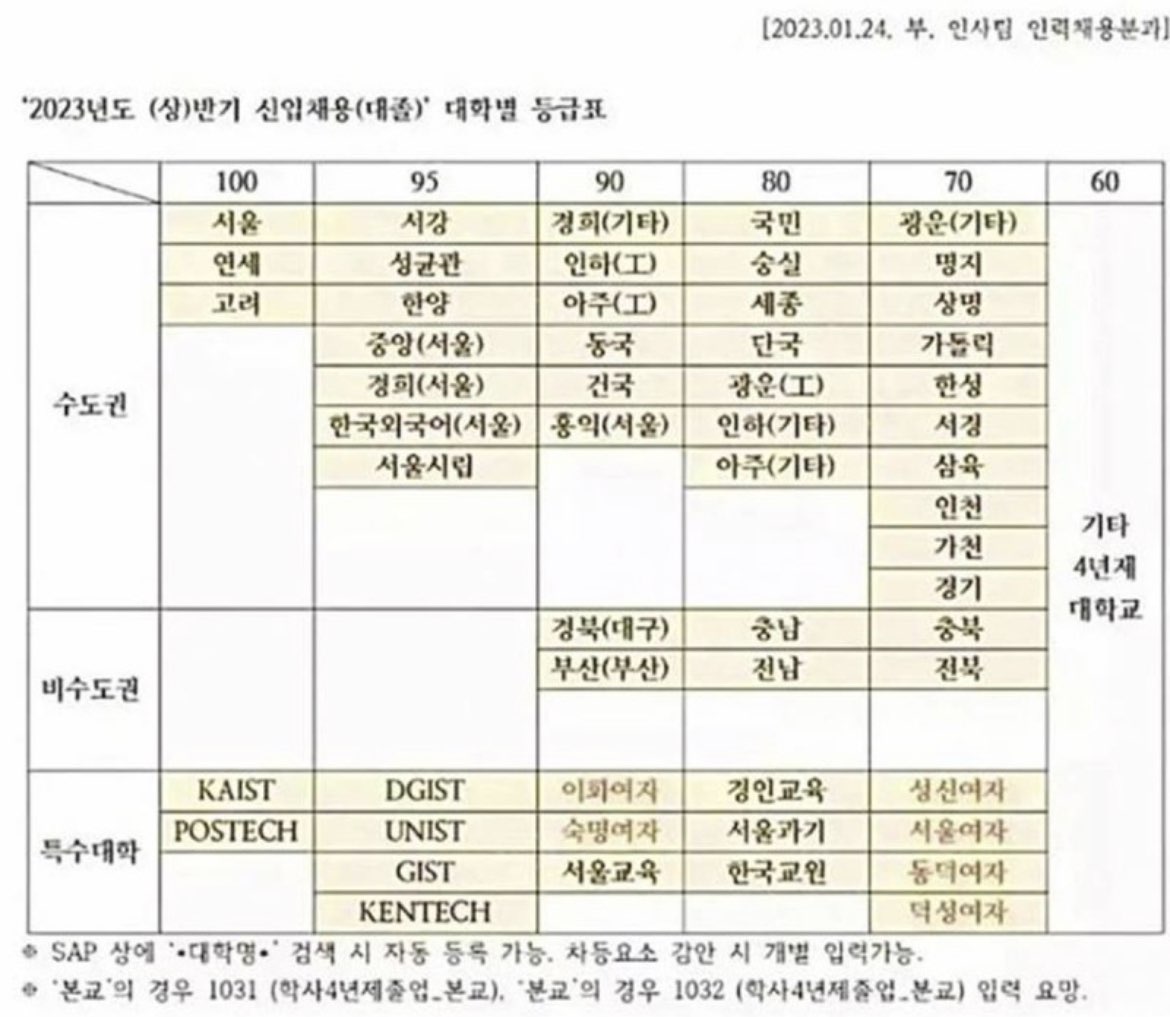 [2023.01.24. 부. 인사팀 인력채용분과]
'2023년도 (상)반기 신입채용(대졸)' 대학별 등급표
100 95 90 80 70 60
수도권
서울 서강 경희(기타) 국민 광운(기타)
연세 성균관 인하(工) 숭실 명지
고려 한양 아주(工) 세종 상명
중앙(서울) 동국 단국 가톨릭
경희(서울) 건국 광운(工) 한성
한국외국어(서울) 홍익(서울) 인하(기타) 서경
서울시립 아주(기타) 삼육
인천
가천
경기
기타
4년제
대학교
비수도권
경북(대구) 충남 충북
부산(부산) 전남 전북
특수대학
KAIST DGIST 이화여자 경인교육 성신여자
POSTECH UNIST 숙명여자 서울과기 서울여자
GIST 서울교육 한국교원 동덕여자
KENTECH 덕성여자
※ SAP 상에 '*대학명*' 검색 시 자동 등록 가능. 차등요소 감안 시 개별 입력가능.
※ '본교'의 경우 1031 (학사4년제졸업_본교), '분교'의 경우 1032 (학사4년제졸업_분교) 입력 요망.